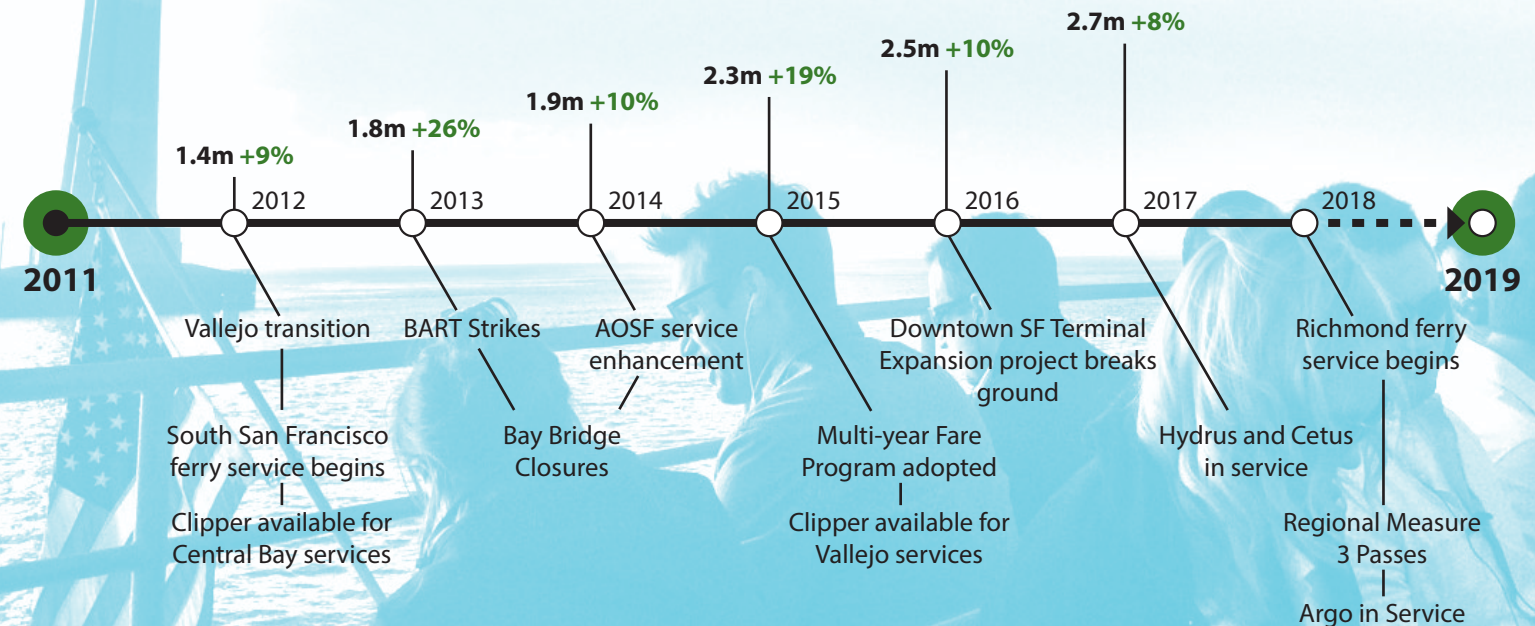 2.7m +8%
2.5m +10%
2.3m +19%
1.9m +10%
1.8m +26%
1.4m +9%
2011
2012
2013
2014
2015
2016
2017
2018
2019
Vallejo transition
South San Francisco
ferry service begins
Clipper available for
Central Bay services
BART Strikes
Bay Bridge
Closures
AOSF service
enhancement
Multi-year Fare
Program adopted
Clipper available for
Vallejo services
Downtown SF Terminal
Expansion project breaks
ground
Hydrus and Cetus
in service
Richmond ferry
service begins
Regional Measure
3 Passes
Argo in Service